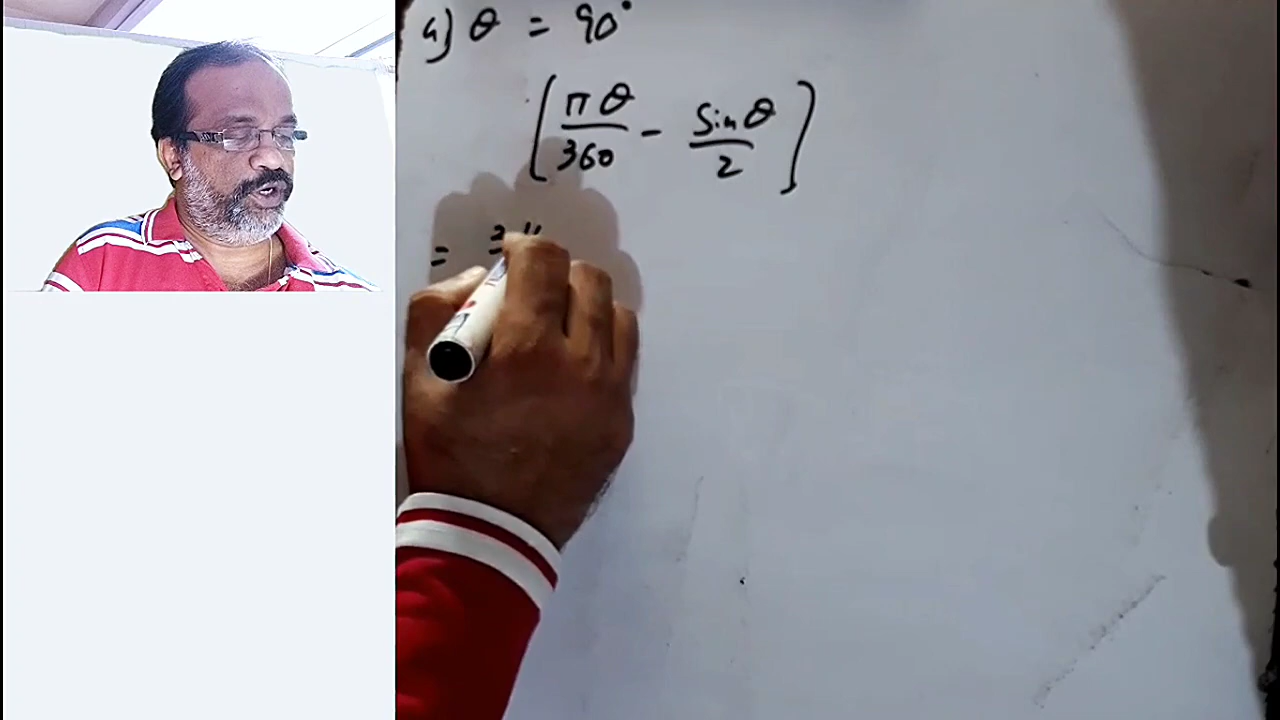 4) θ = 90°
[πθ/360 - Sinθ/2]
=